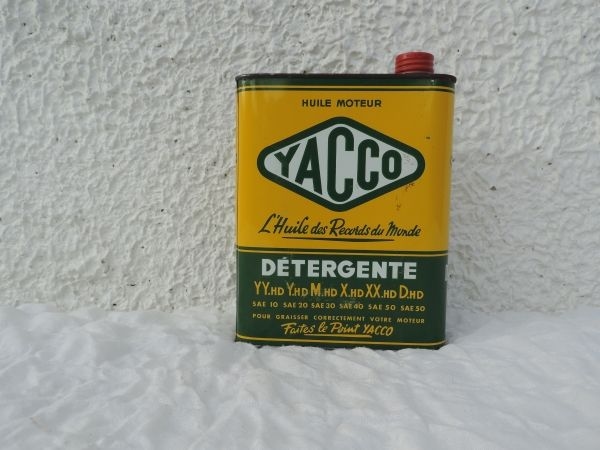 HUILE MOTEUR
YACCO
L'Huile des Records du Monde
DÉTERGENTE
YY.HD Y.HD M.HD X.HD XX.HD D.HD
SAE 10 SAE 20 SAE 30 SAE 40 SAE 50 SAE 50
POUR GRAISSER CORRECTEMENT VOTRE MOTEUR
Faites le Point YACCO